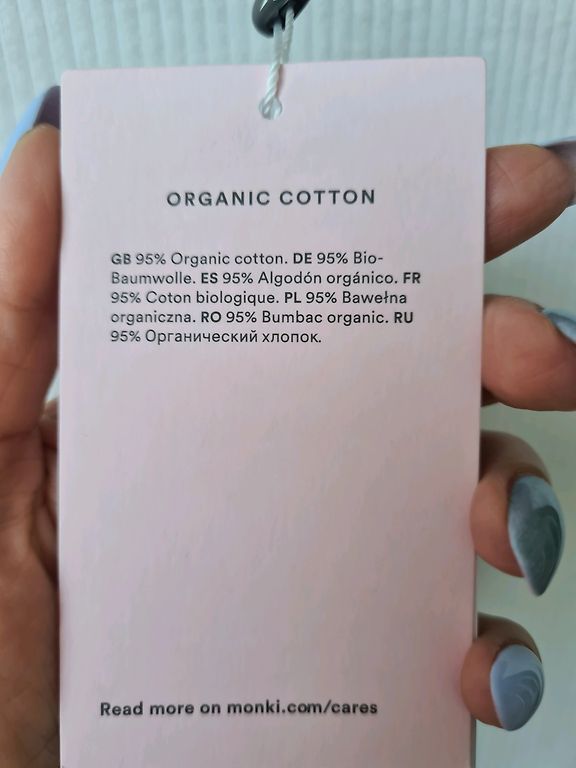 ORGANIC COTTON
GB 95% Organic cotton. DE 95% Bio-
Baumwolle. ES 95% Algodón orgánico. FR
95% Coton biologique. PL 95% Bawełna
organiczna. RO 95% Bumbac organic. RU
95% Органический хлопок.
Read more on monki.com/cares